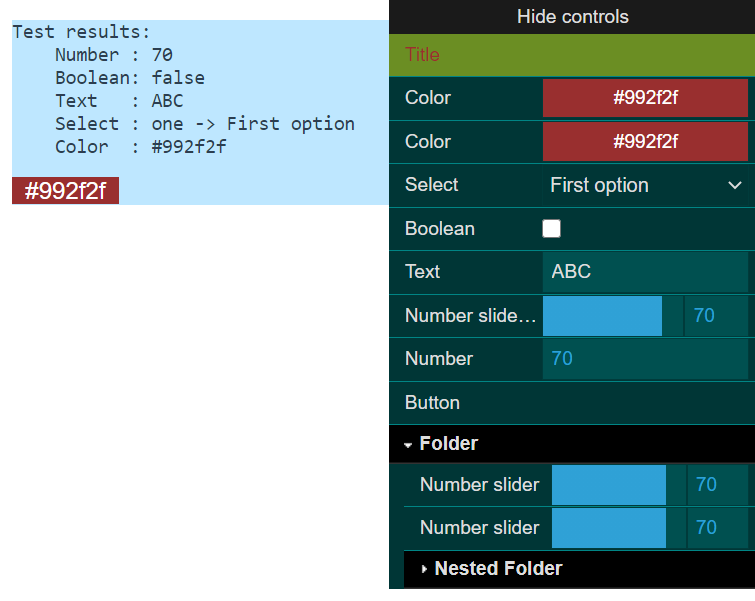 Test results:
Number : 70
Boolean: false
Text : ABC
Select : one -> First option
Color : #992f2f
#992f2f
Hide controls
Title
Color #992f2f
Color #992f2f
Select First option
Boolean
Text ABC
Number slide… 70
Number 70
Button
Folder
Number slider 70
Number slider 70
Nested Folder